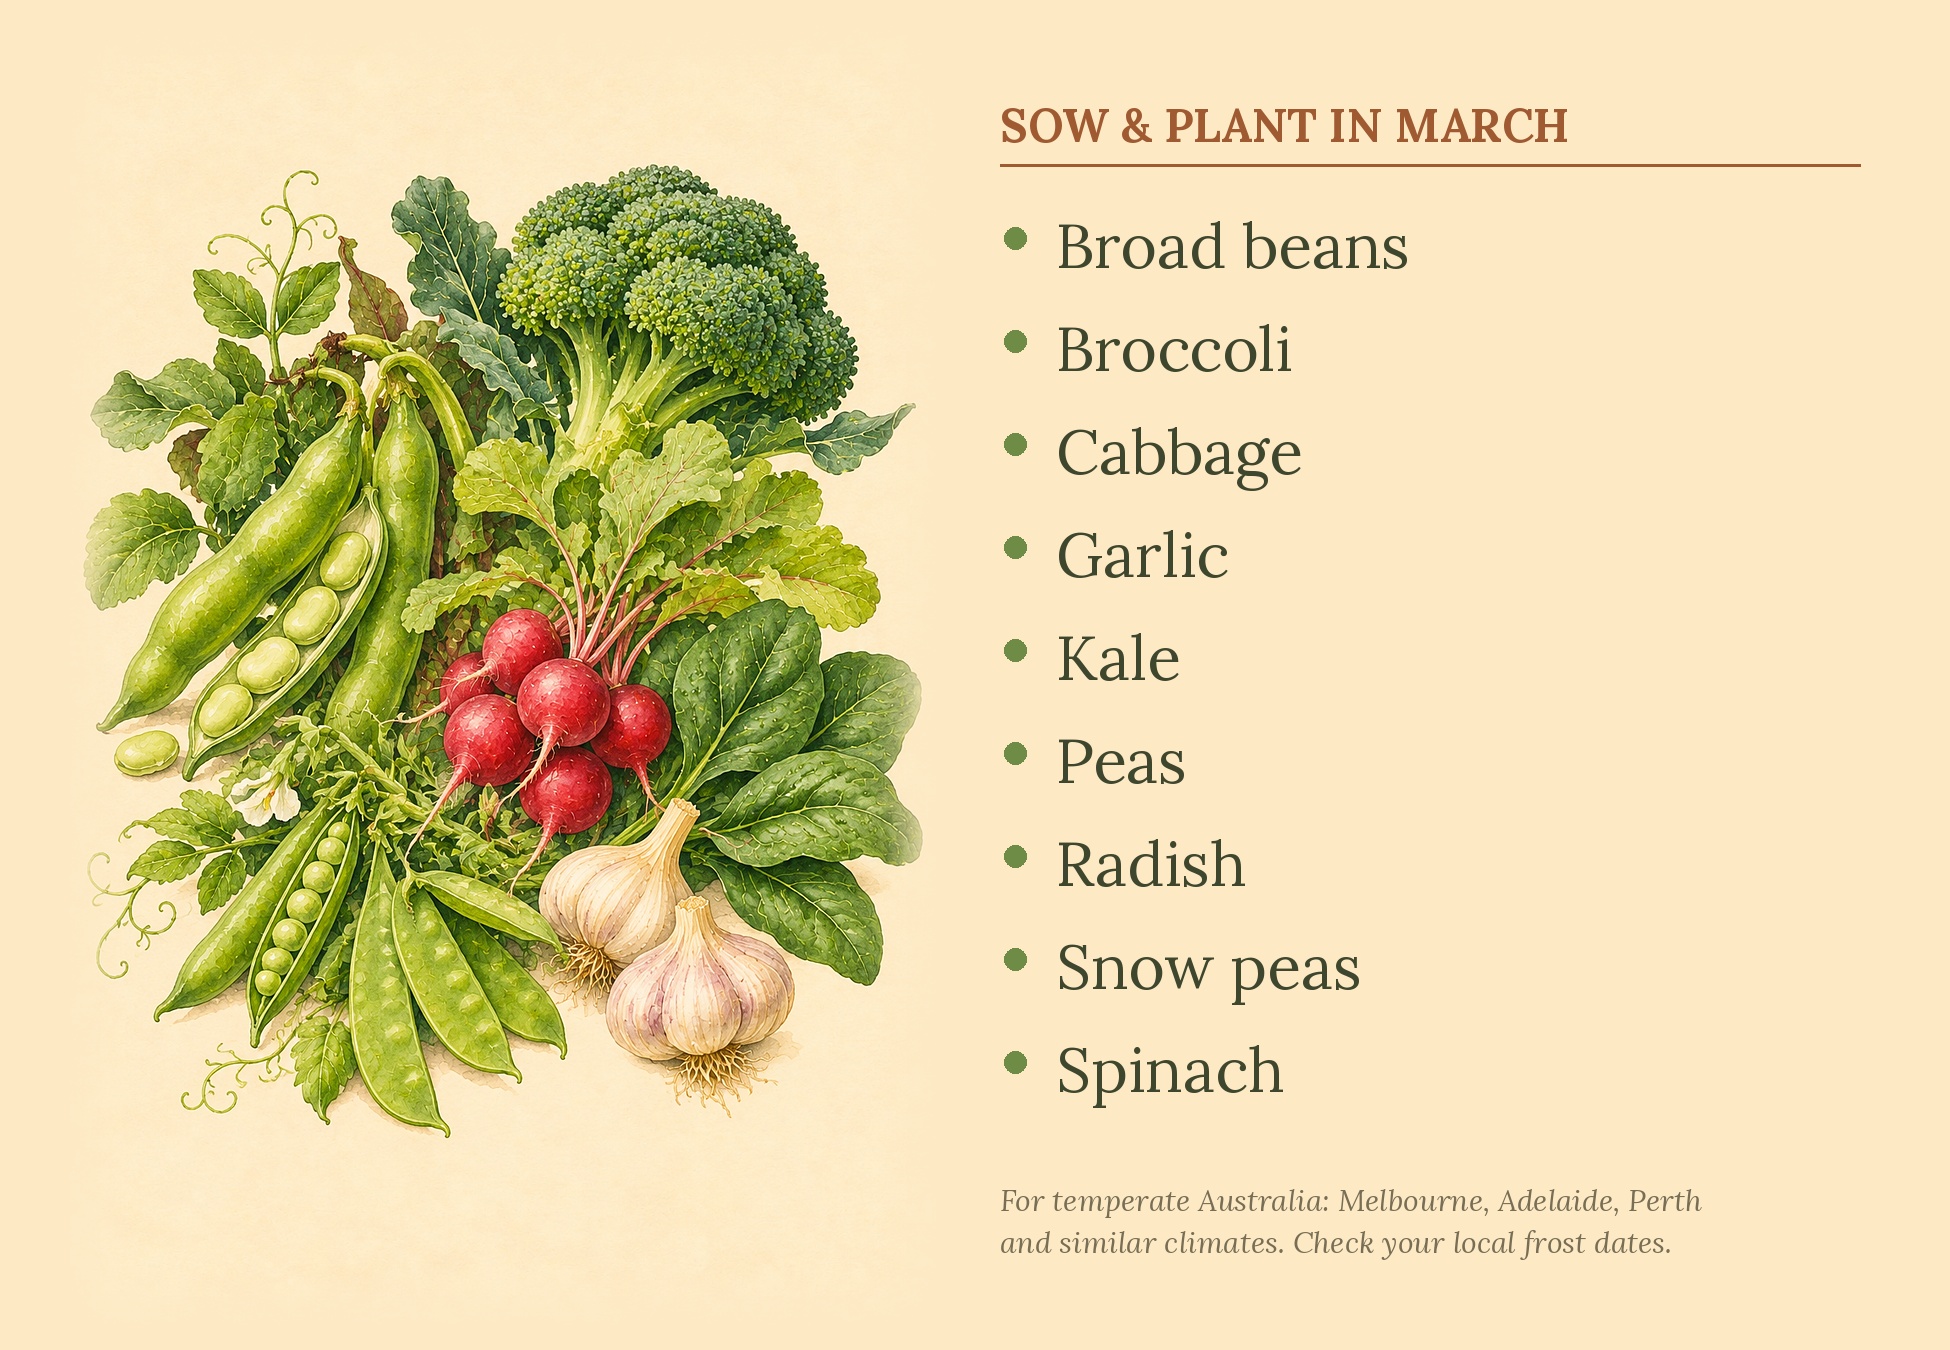 SOW & PLANT IN MARCH
• Broad beans
• Broccoli
• Cabbage
• Garlic
• Kale
• Peas
• Radish
• Snow peas
• Spinach
For temperate Australia: Melbourne, Adelaide, Perth
and similar climates. Check your local frost dates.